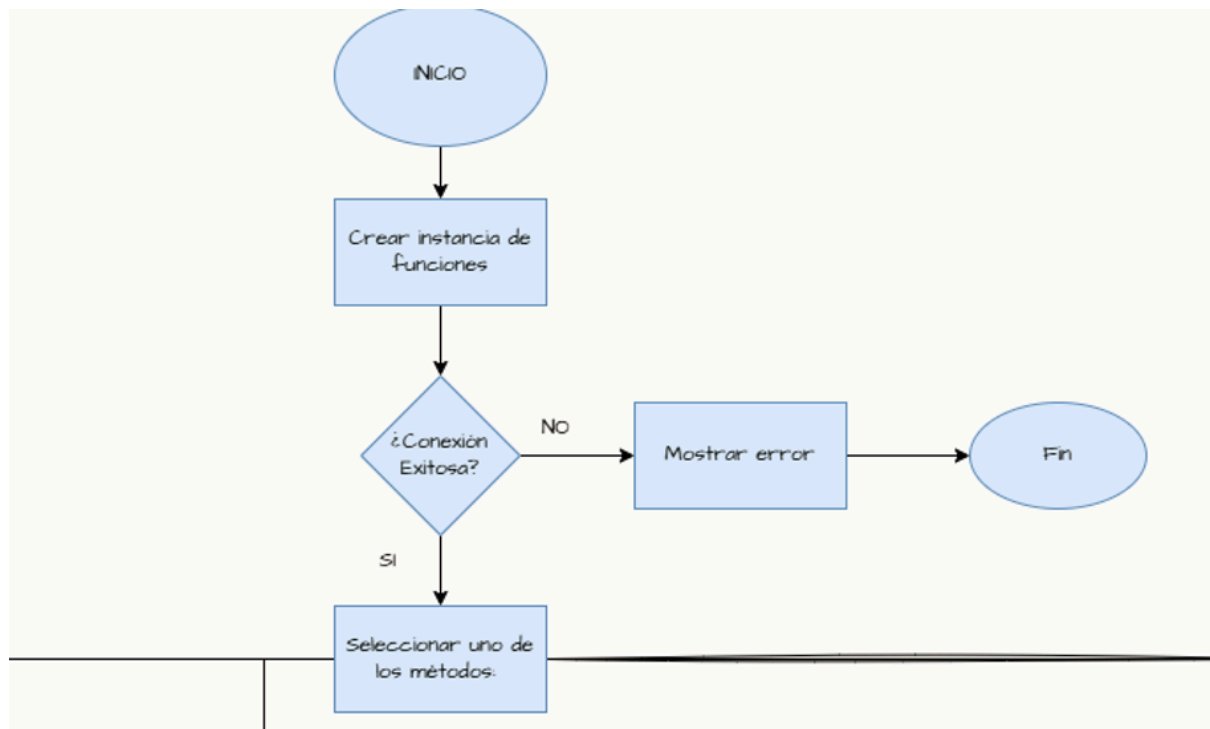 INICIO
Crear instancia de
funciones
¿Conexión
Exitosa?
NO
Mostrar error
Fin
SI
Seleccionar uno de
los métodos: